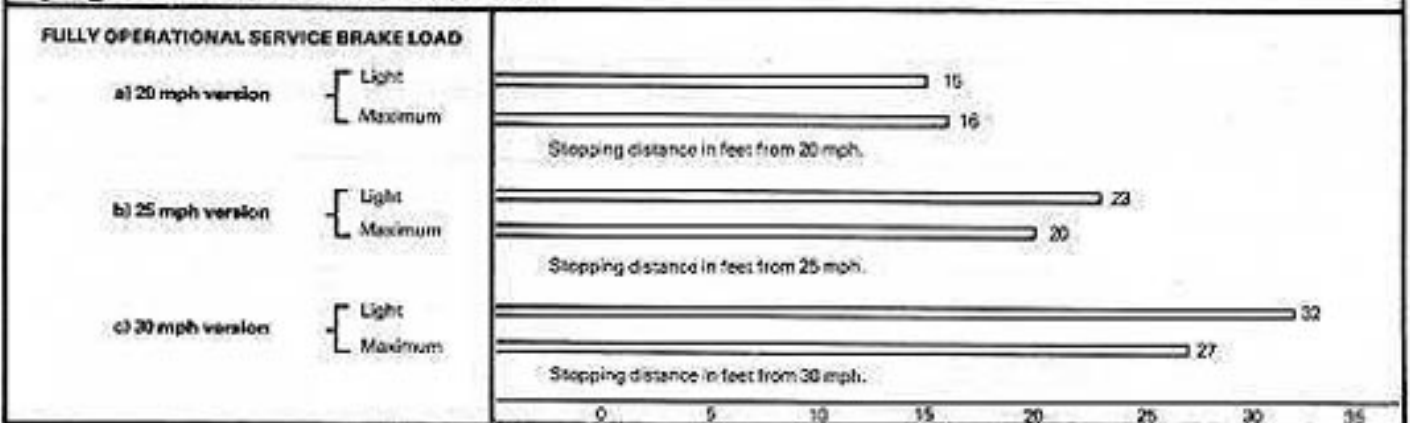 FULLY OPERATIONAL SERVICE BRAKE LOAD
a) 20 mph version
Light
15
Maximum
16
Stopping distance in feet from 20 mph.
b) 25 mph version
Light
23
Maximum
20
Stopping distance in feet from 25 mph.
c) 30 mph version
Light
32
Maximum
27
Stopping distance in feet from 30 mph.
0 5 10 15 20 25 30 35